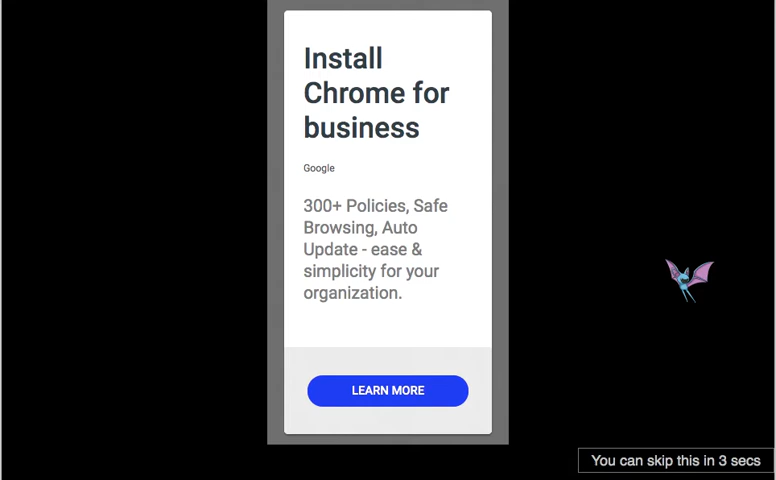 Install
Chrome for
business
Google
300+ Policies, Safe
Browsing, Auto
Update - ease &
simplicity for your
organization.
LEARN MORE
You can skip this in 3 secs